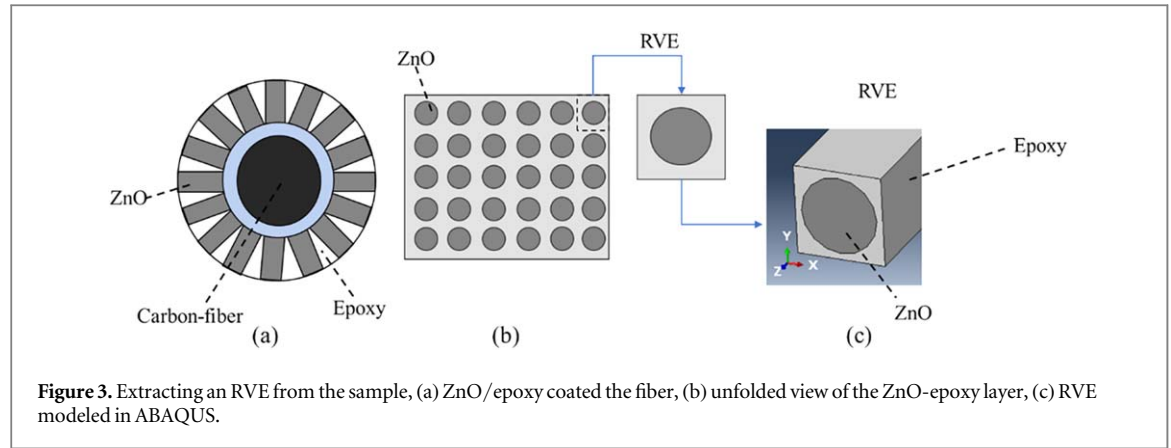 RVE
ZnO
RVE
Epoxy
ZnO
Y
Z
X
ZnO
Carbon-fiber
Epoxy
(a)
(b)
(c)
Figure 3. Extracting an RVE from the sample, (a) ZnO/epoxy coated the fiber, (b) unfolded view of the ZnO-epoxy layer, (c) RVE
modeled in ABAQUS.